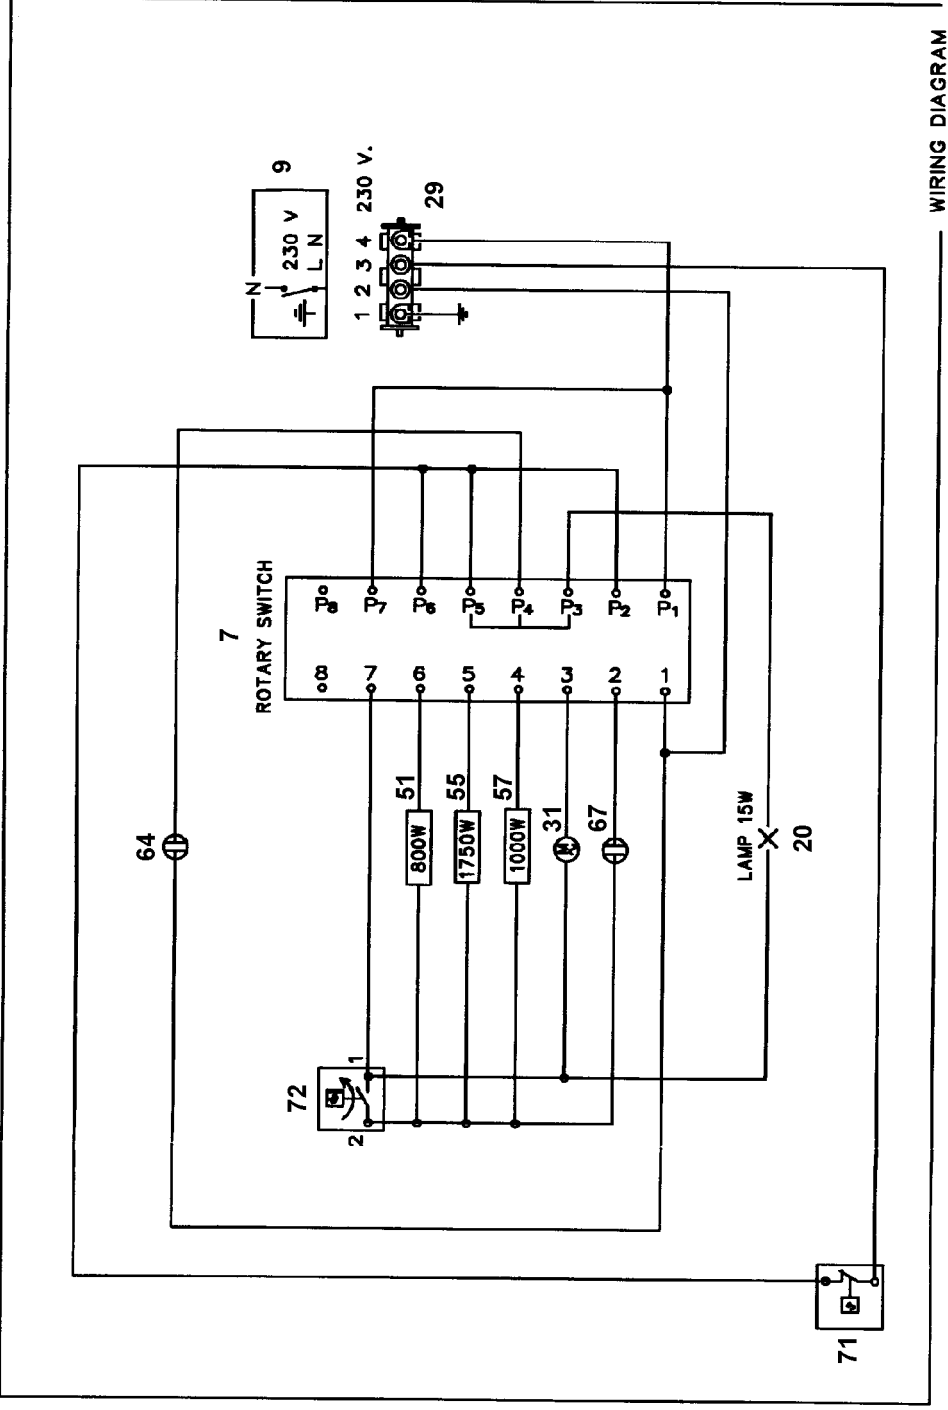 WIRING DIAGRAM
9
N
230 V
L N
230 V.
1 2 3 4
29
7
ROTARY SWITCH
P8 P7 P6 P5 P4 P3 P2 P1
8 7 6 5 4 3 2 1
64
51
800W
55
1750W
57
1000W
31
M
67
LAMP 15W
20
72
1
2
71